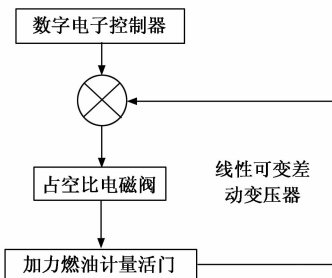 数字电子控制器
占空比电磁阀
线性可变差
动变压器
加力燃油计量活门